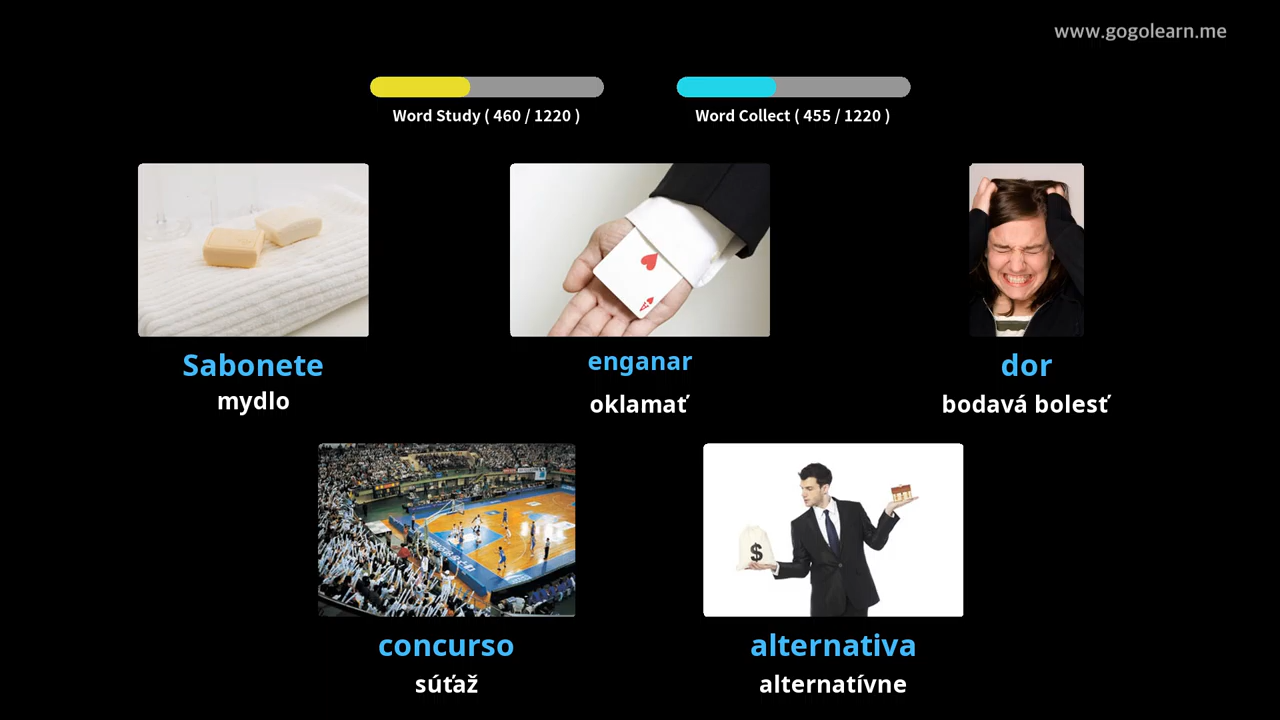 www.gogolearn.me
Word Study ( 460 / 1220 )
Word Collect ( 455 / 1220 )
Sabonete
mydlo
enganar
oklamať
dor
bodavá bolesť
concurso
súťaž
alternativa
alternatívne
A
$